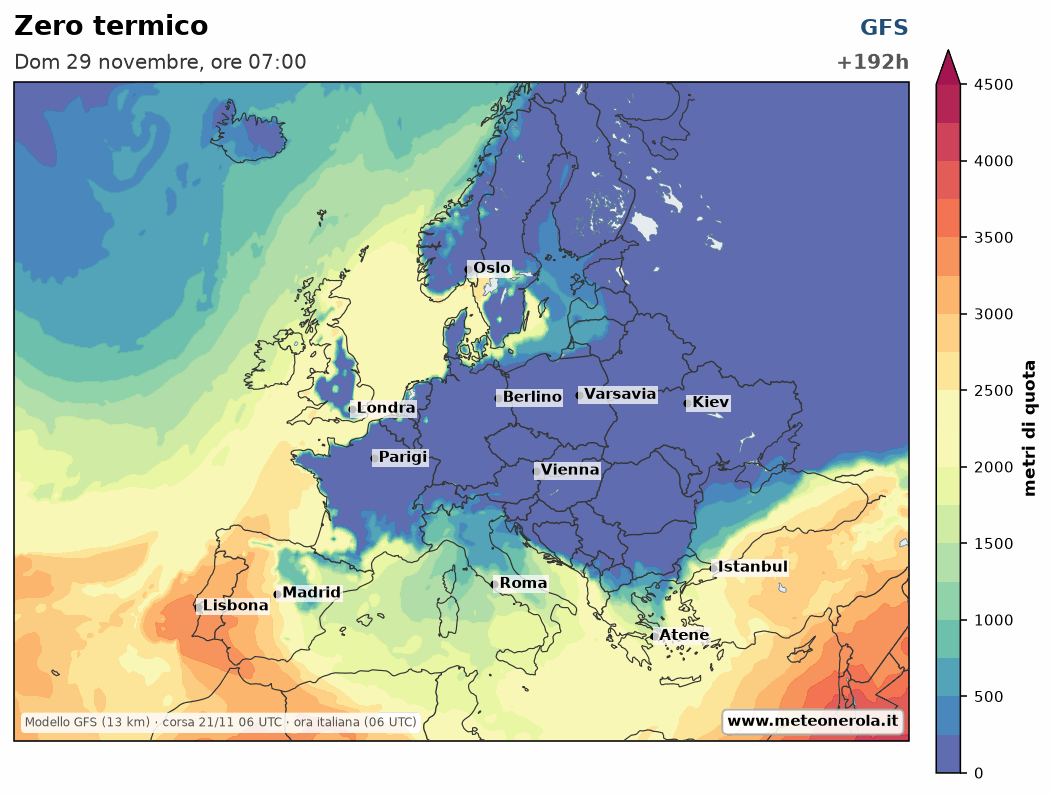 Zero termico
GFS
Dom 29 novembre, ore 07:00
+192h
4500
4000
3500
3000
2500
2000
1500
1000
500
0
metri di quota
Oslo
Londra
Berlino
Varsavia
Kiev
Parigi
Vienna
Istanbul
Roma
Madrid
Lisbona
Atene
Modello GFS (13 km) · corsa 21/11 06 UTC · ora italiana (06 UTC)
www.meteonerola.it